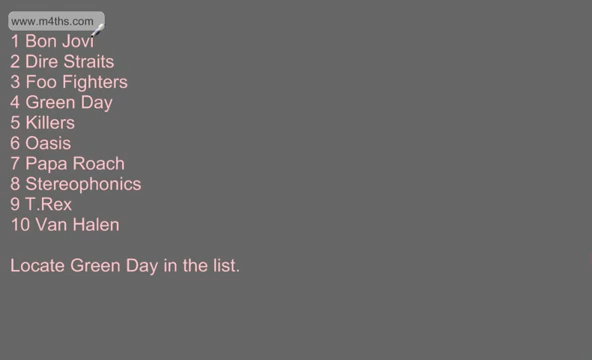 www.m4ths.com
1 Bon Jovi
2 Dire Straits
3 Foo Fighters
4 Green Day
5 Killers
6 Oasis
7 Papa Roach
8 Stereophonics
9 T.Rex
10 Van Halen
Locate Green Day in the list.